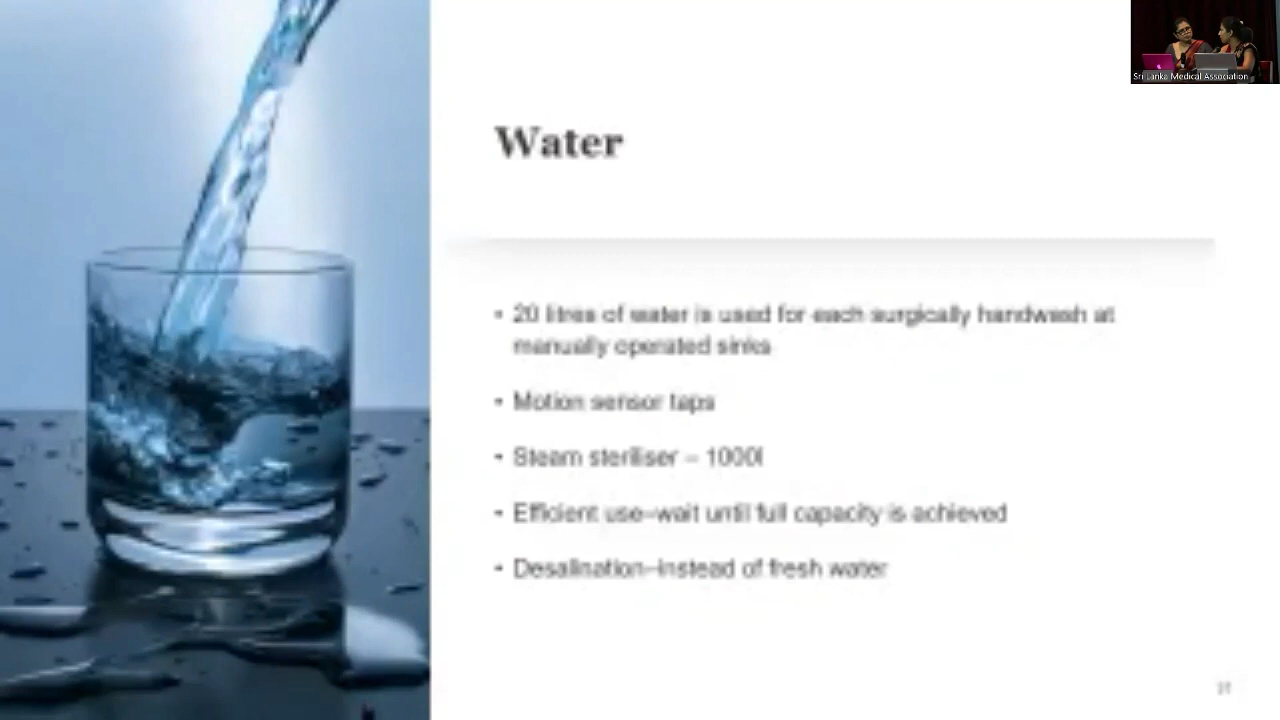 Sri Lanka Medical Association
Water
• 20 litres of water is used for each surgically handwash at
manually operated sinks
• Motion sensor taps
• Steam steriliser – 1000l
• Efficient use–wait until full capacity is achieved
• Desalination–instead of fresh water